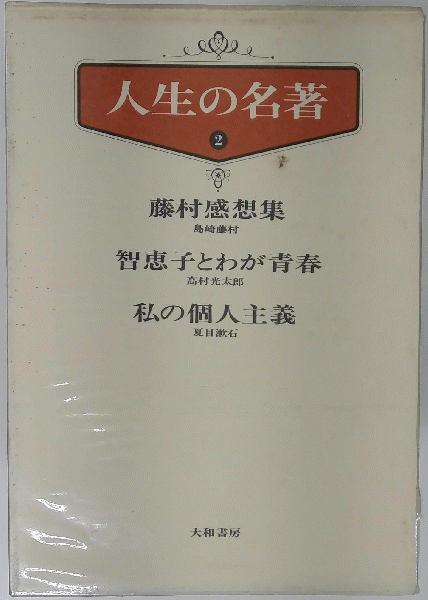 人生の名著
2
藤村感想集
島崎藤村
智恵子とわが青春
高村光太郎
私の個人主義
夏目漱石
大和書房